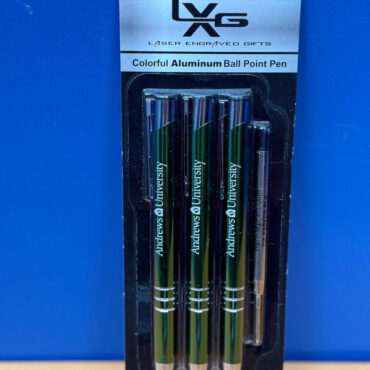 LXG
LASER ENGRAVED GIFTS
Colorful Aluminum Ball Point Pen
Andrews University
Andrews University
Andrews University